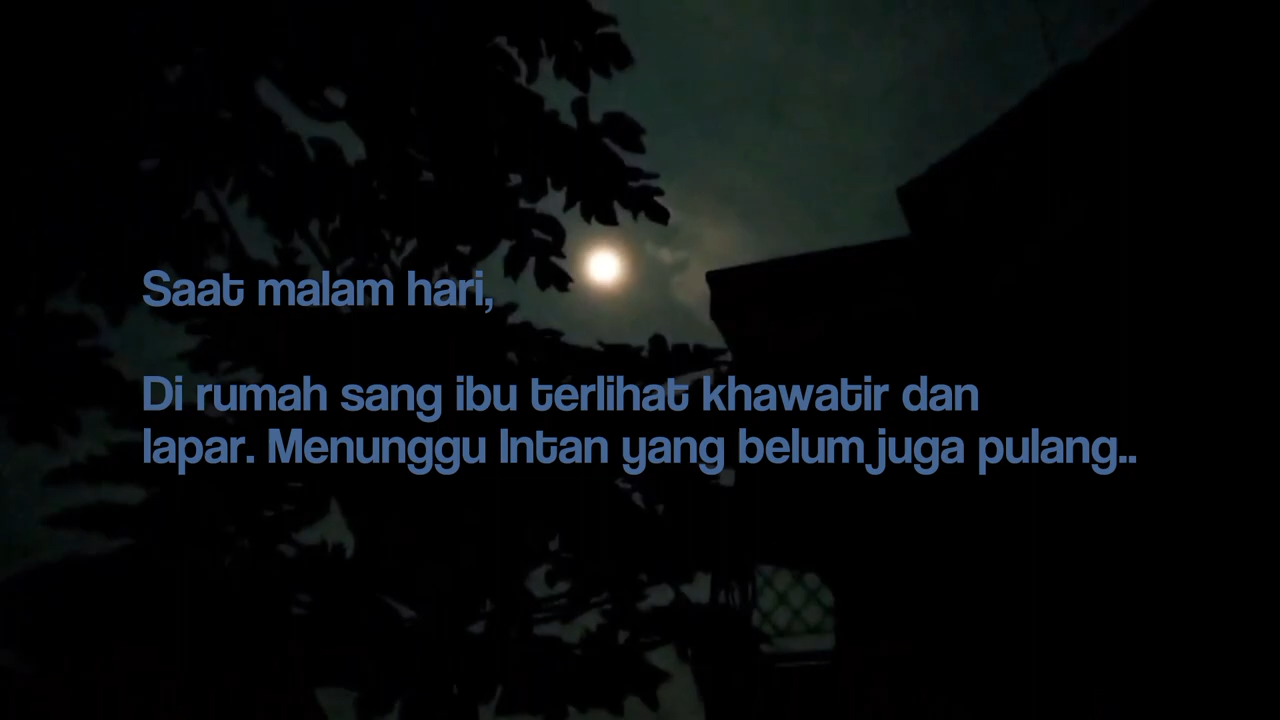 Saat malam hari,
Di rumah sang ibu terlihat khawatir dan
lapar. Menunggu Intan yang belum juga pulang..